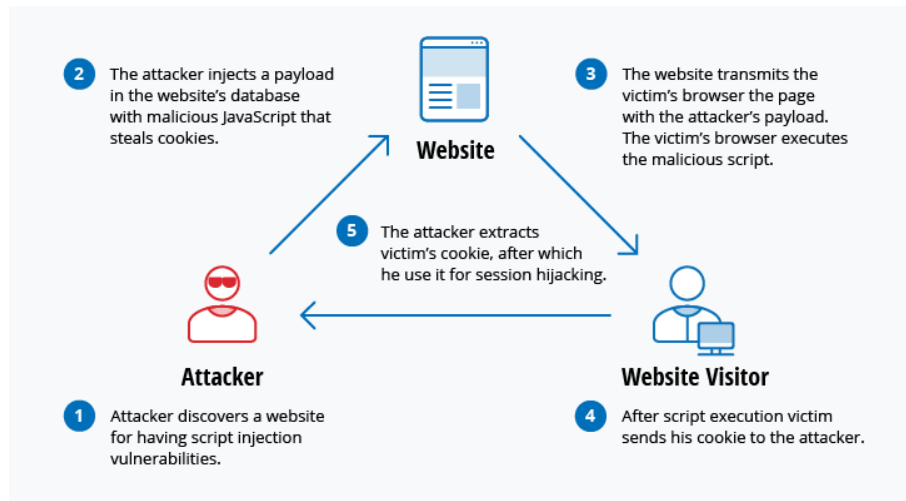 2
The attacker injects a payload
in the website's database
with malicious JavaScript that
steals cookies.
Website
3
The website transmits the
victim's browser the page
with the attacker's payload.
The victim's browser executes
the malicious script.
5
The attacker extracts
victim's cookie, after which
he use it for session hijacking.
Attacker
Website Visitor
1
Attacker discovers a website
for having script injection
vulnerabilities.
4
After script execution victim
sends his cookie to the attacker.